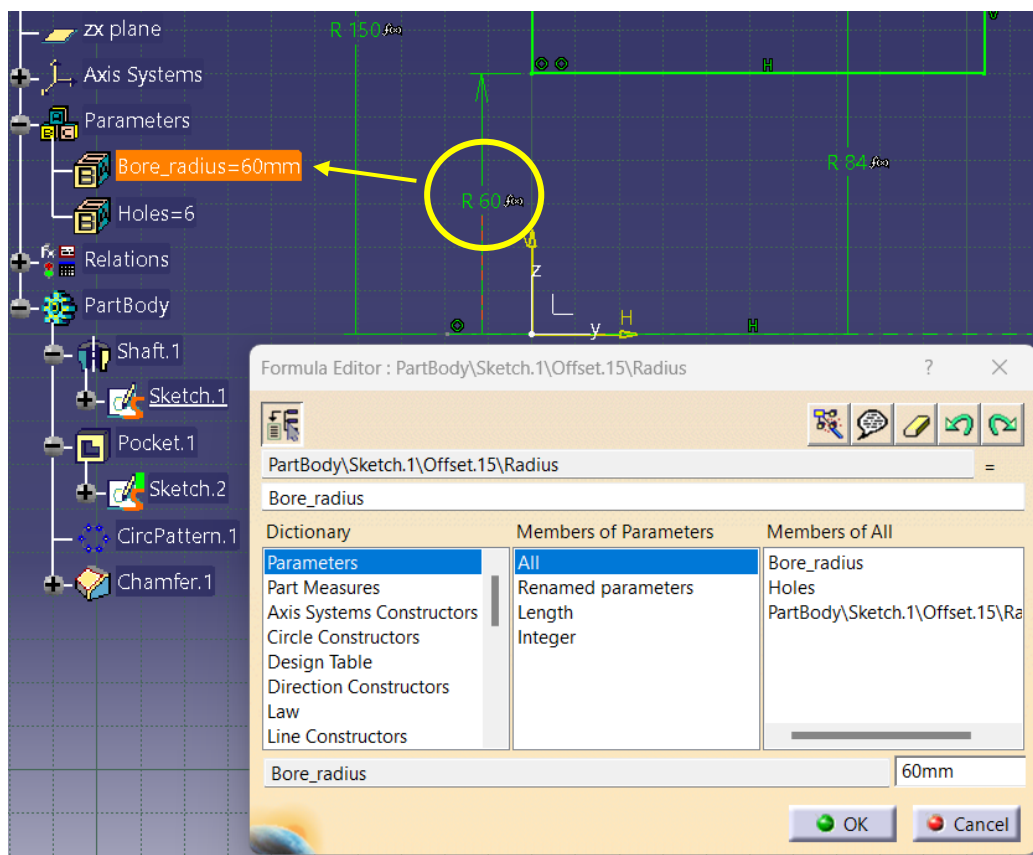 zx plane
Axis Systems
Parameters
Bore_radius=60mm
Holes=6
Relations
PartBody
Shaft.1
Sketch.1
Pocket.1
Sketch.2
CircPattern.1
Chamfer.1
R 150 f(x)
V
H
R 84 f(x)
R 60 f(x)
z
H
y
H
Formula Editor : PartBody\Sketch.1\Offset.15\Radius
?
PartBody\Sketch.1\Offset.15\Radius =
Bore_radius
Dictionary Members of Parameters Members of All
Parameters All Bore_radius
Part Measures Renamed parameters Holes
Axis Systems Constructors Length PartBody\Sketch.1\Offset.15\Ra
Circle Constructors Integer
Design Table
Direction Constructors
Law
Line Constructors
Bore_radius 60mm
OK Cancel